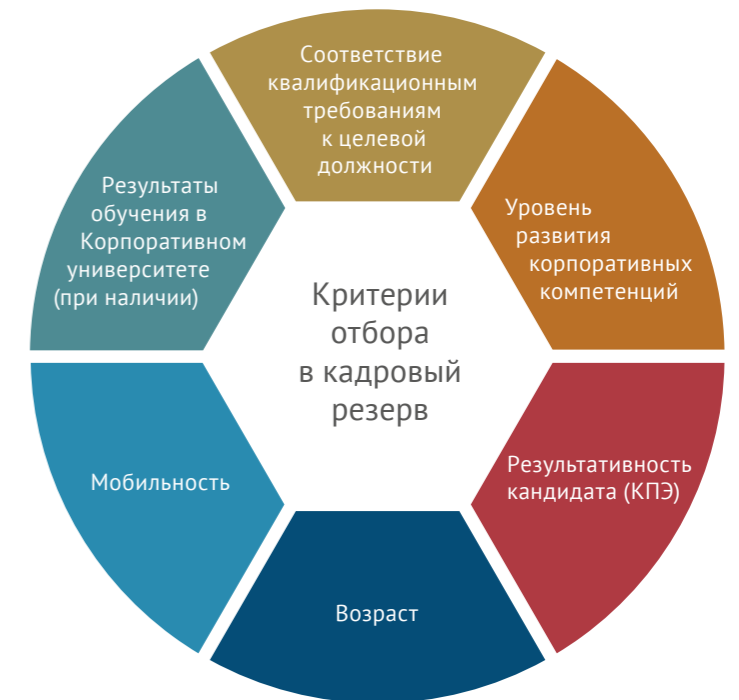 Соответствие
квалификационным
требованиям
к целевой
должности
Уровень
развития
корпоративных
компетенций
Результативность
кандидата (КПЭ)
Возраст
Мобильность
Результаты
обучения в
Корпоративном
университете
(при наличии)
Критерии
отбора
в кадровый
резерв